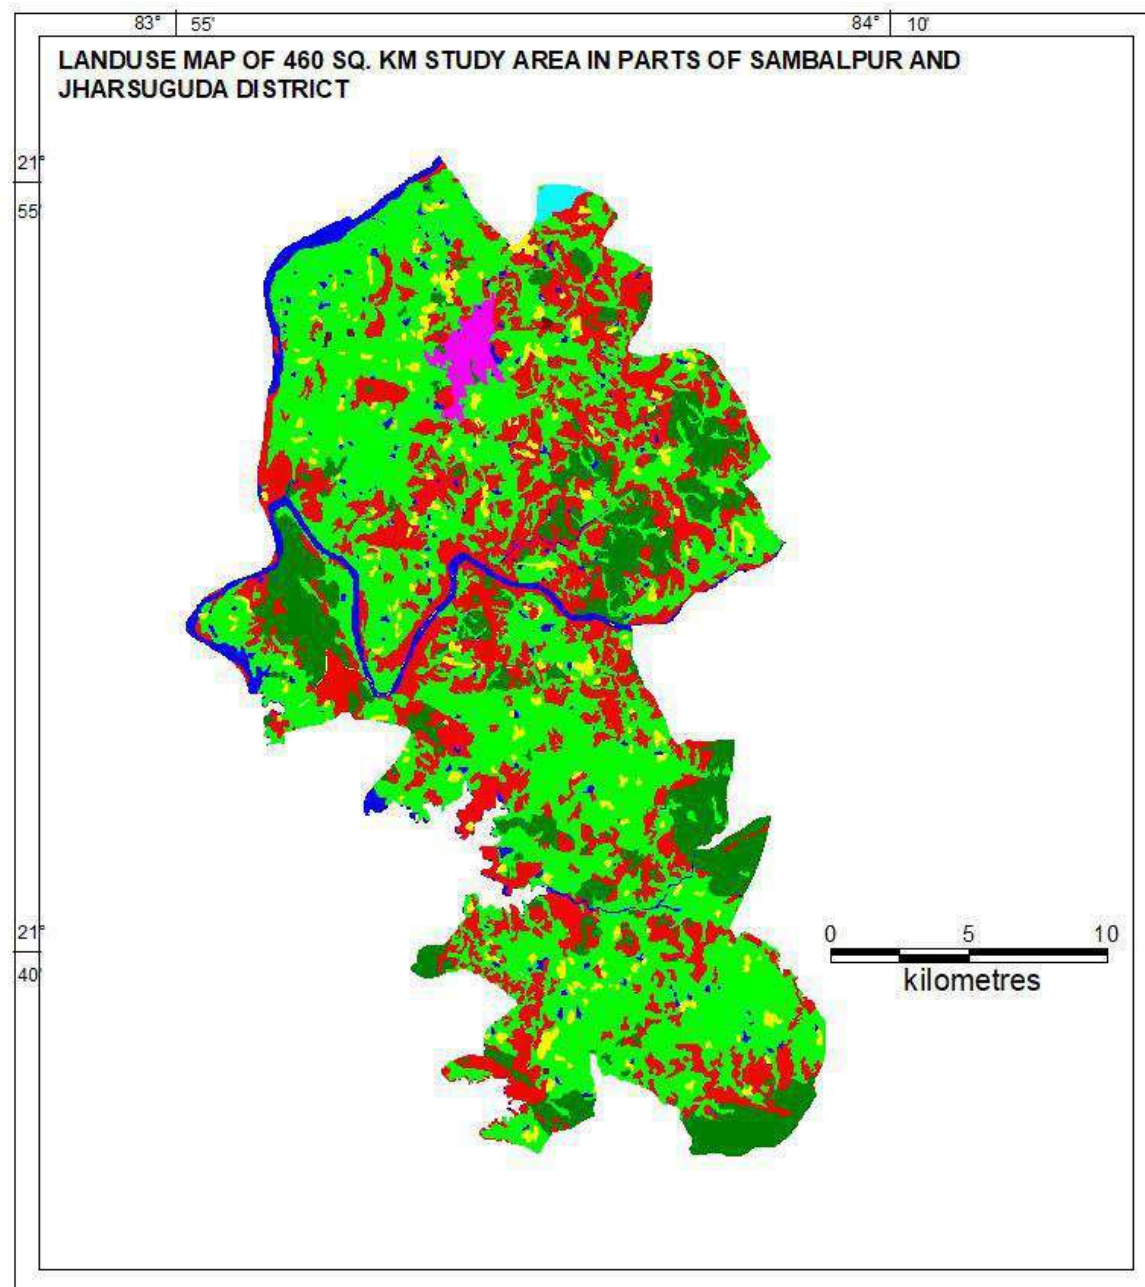 83° 55'
84° 10'
LANDUSE MAP OF 460 SQ. KM STUDY AREA IN PARTS OF SAMBALPUR AND
JHARSUGUDA DISTRICT
21°
55'
21°
40'
0 5 10
kilometres